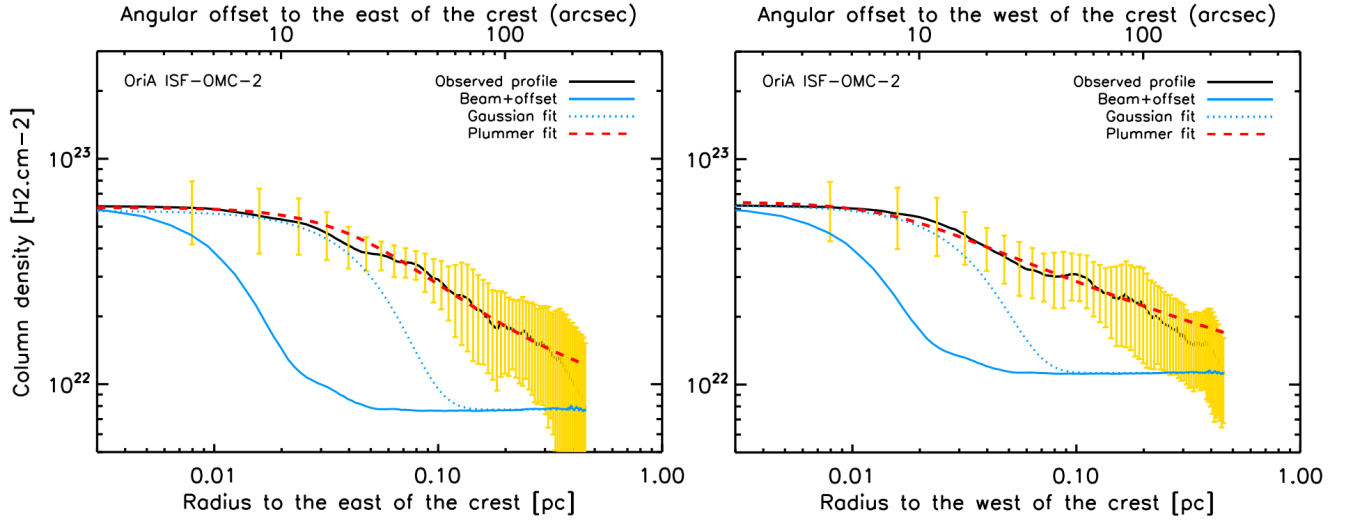 Angular offset to the east of the crest (arcsec)
10 100
OriA ISF-OMC-2
Observed profile
Beam+offset
Gaussian fit
Plummer fit
Column density [H2.cm-2]
10^23
10^22
0.01 0.10 1.00
Radius to the east of the crest [pc]
Angular offset to the west of the crest (arcsec)
10 100
OriA ISF-OMC-2
Observed profile
Beam+offset
Gaussian fit
Plummer fit
10^23
10^22
0.01 0.10 1.00
Radius to the west of the crest [pc]